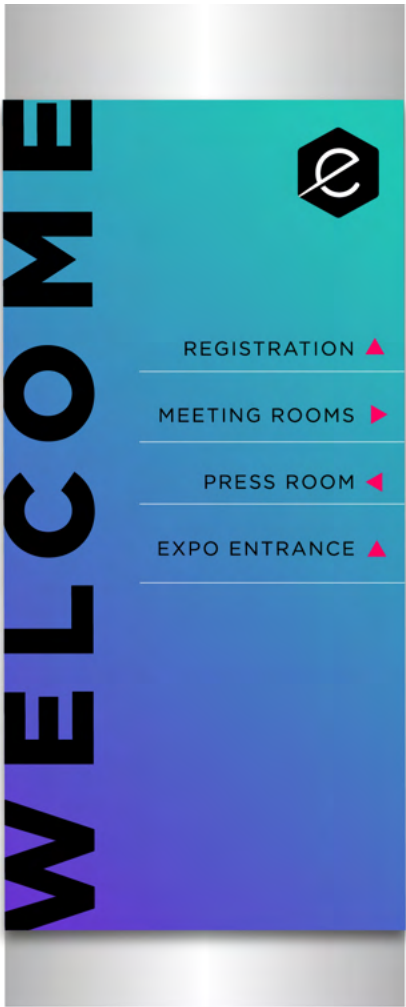 WELCOME
e
REGISTRATION
MEETING ROOMS
PRESS ROOM
EXPO ENTRANCE